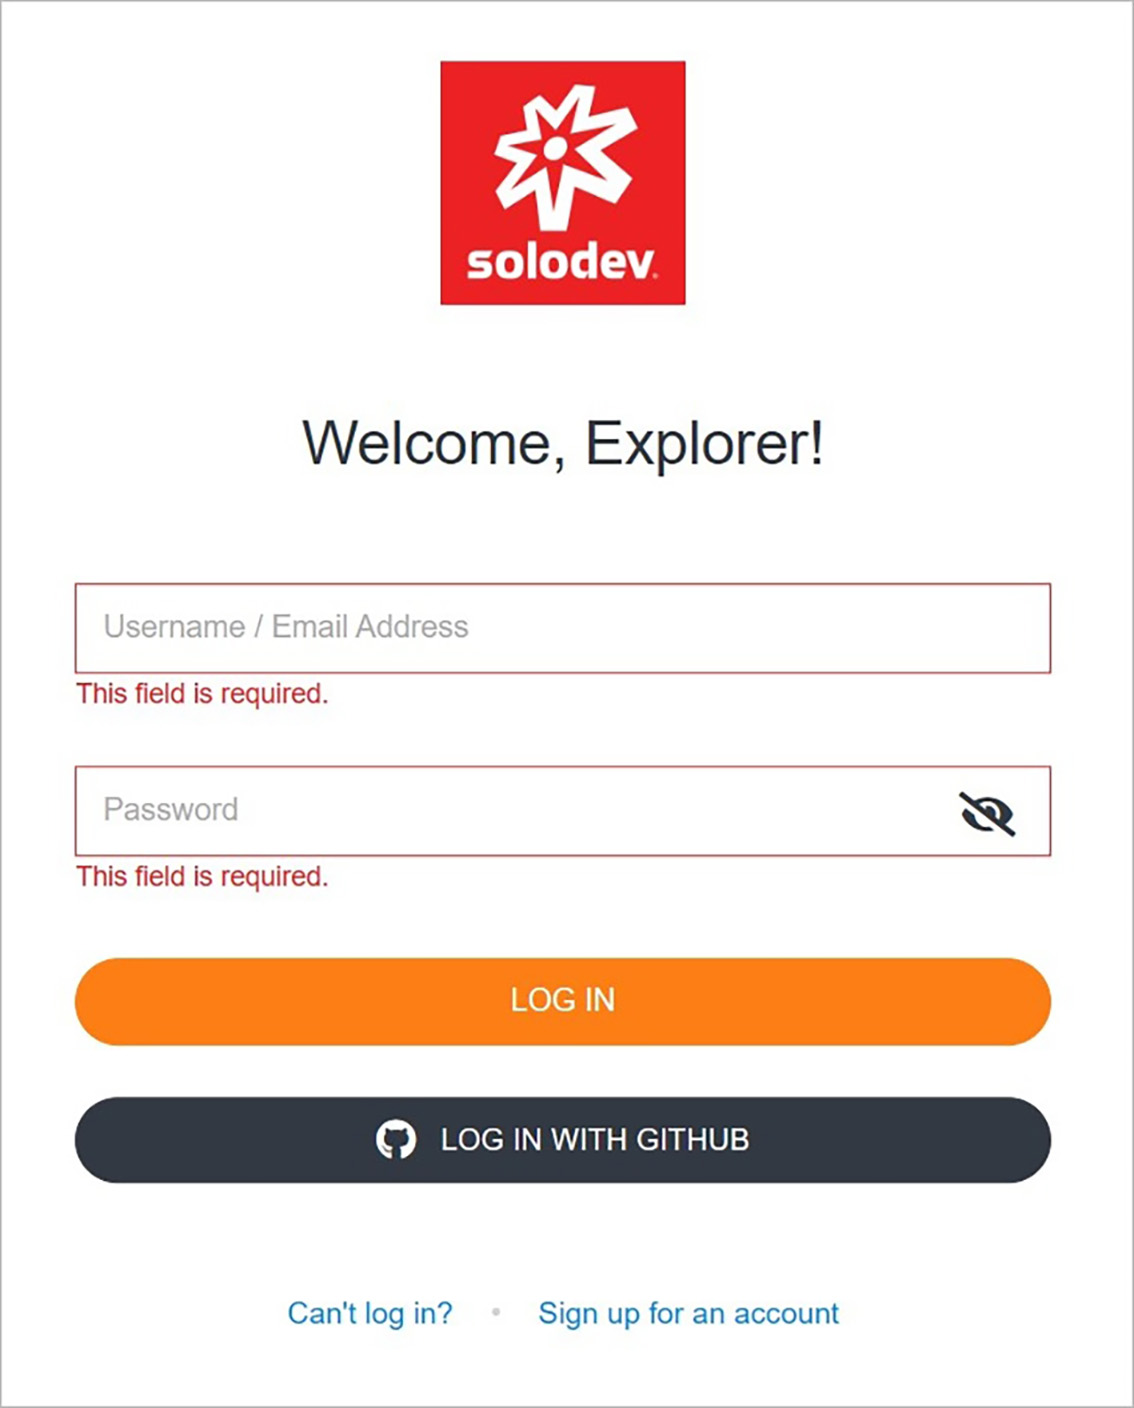 solodev
Welcome, Explorer!
Username / Email Address
This field is required.
Password
This field is required.
LOG IN
LOG IN WITH GITHUB
Can't log in? • Sign up for an account